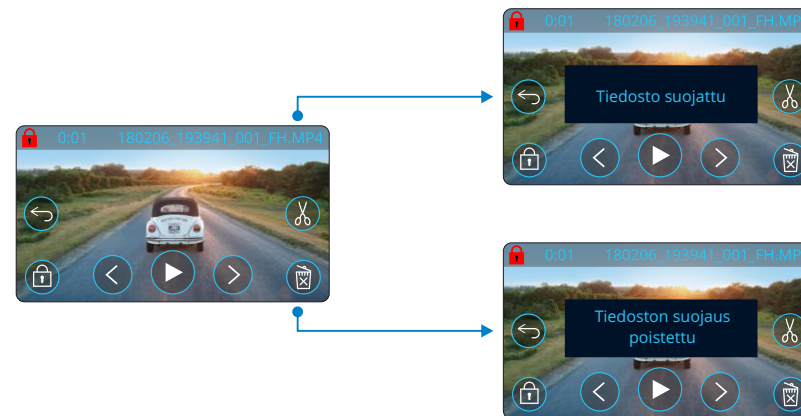 0:01 180206_193941_001_FH.MP4
0:01 180206_193941_001_FH.MP
Tiedosto suojattu
0:01 180206_193941_001_FH.MP
Tiedoston suojaus
poistettu